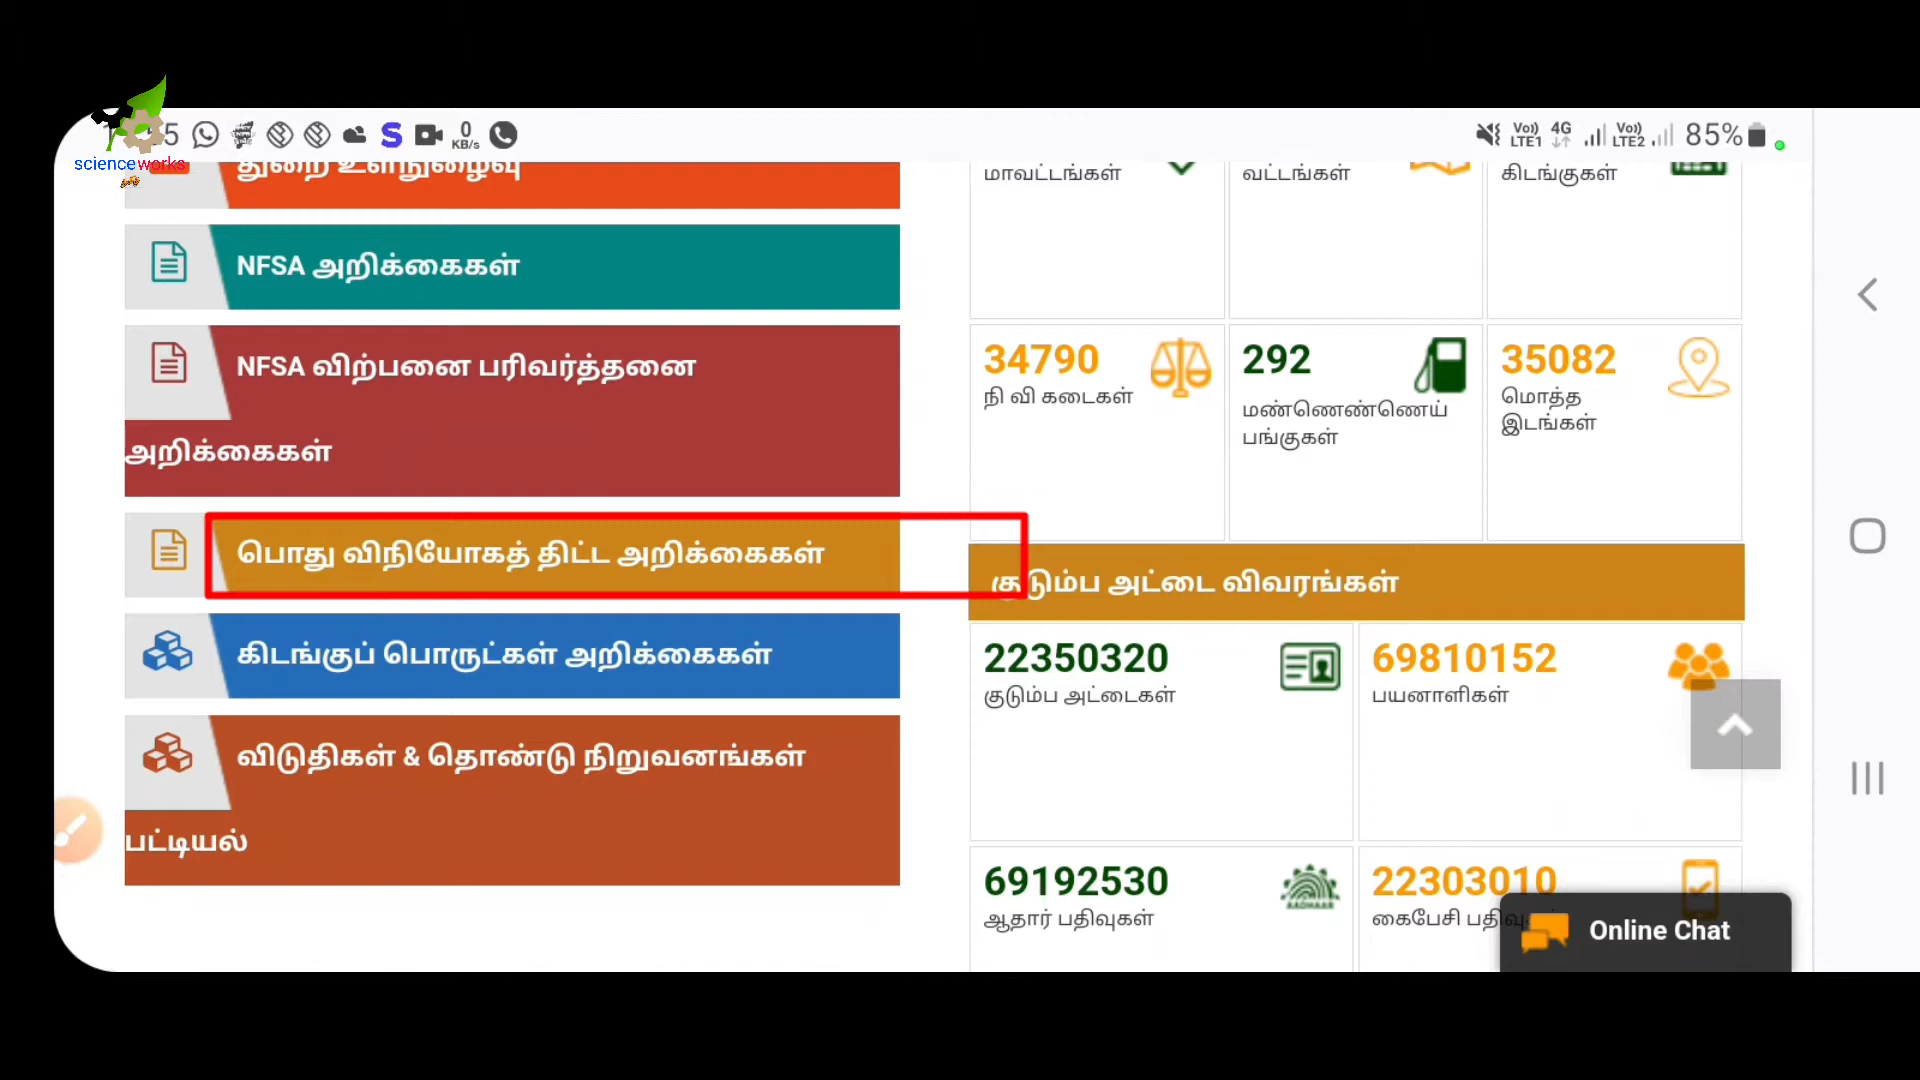 scienceworks
0
KB/s
Vo))
LTE1
4G
Vo))
LTE2
85%
துறை உள்நுழைவு
NFSA அறிக்கைகள்
NFSA விற்பனை பரிவர்த்தனை
அறிக்கைகள்
பொது விநியோகத் திட்ட அறிக்கைகள்
கிடங்குப் பொருட்கள் அறிக்கைகள்
விடுதிகள் & தொண்டு நிறுவனங்கள்
பட்டியல்
மாவட்டங்கள்
வட்டங்கள்
கிடங்குகள்
34790
நி வி கடைகள்
292
மண்ணெண்ணெய்
பங்குகள்
35082
மொத்த
இடங்கள்
குடும்ப அட்டை விவரங்கள்
22350320
குடும்ப அட்டைகள்
69810152
பயனாளிகள்
69192530
ஆதார் பதிவுகள்
AADHAAR
22303010
கைபேசி
Online Chat